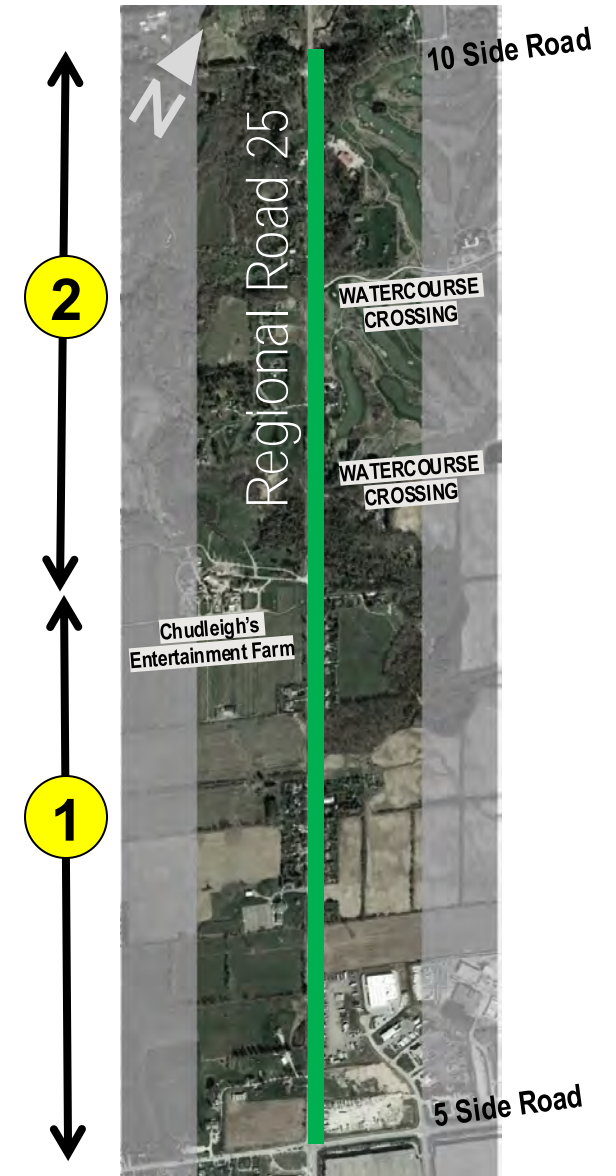 10 Side Road
N
Regional Road 25
2
WATERCOURSE
CROSSING
WATERCOURSE
CROSSING
Chudleigh's
Entertainment Farm
1
5 Side Road